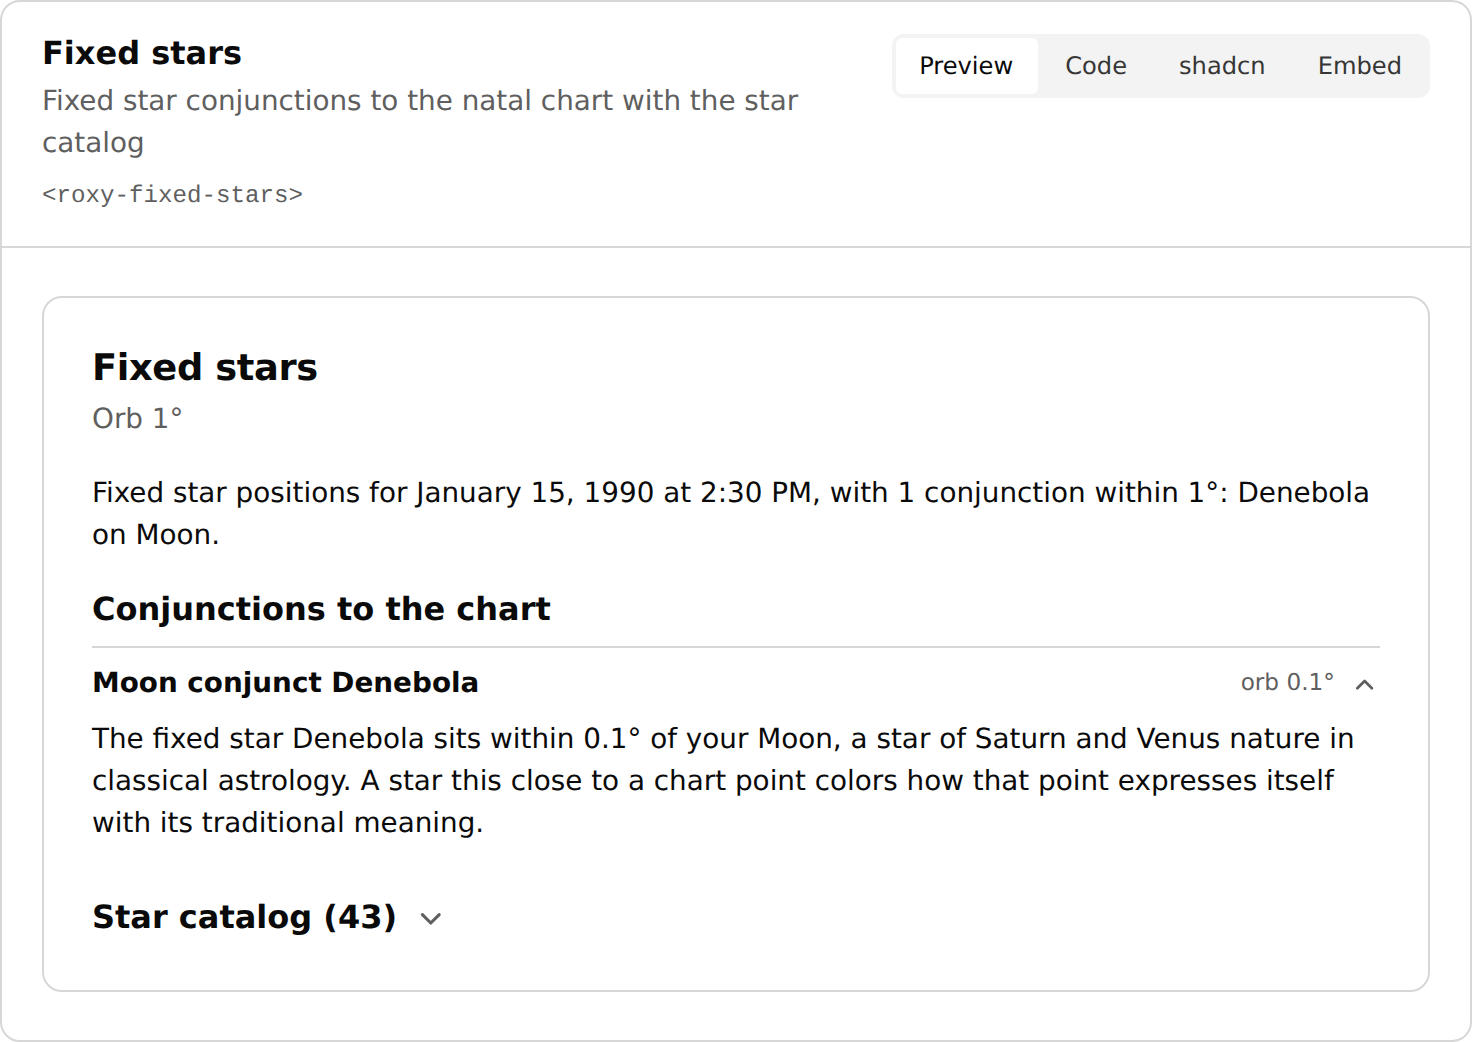 Fixed stars
Fixed star conjunctions to the natal chart with the star
catalog
<roxy-fixed-stars>
Preview Code shadcn Embed
Fixed stars
Orb 1°
Fixed star positions for January 15, 1990 at 2:30 PM, with 1 conjunction within 1°: Denebola
on Moon.
Conjunctions to the chart
Moon conjunct Denebola orb 0.1°
The fixed star Denebola sits within 0.1° of your Moon, a star of Saturn and Venus nature in
classical astrology. A star this close to a chart point colors how that point expresses itself
with its traditional meaning.
Star catalog (43)